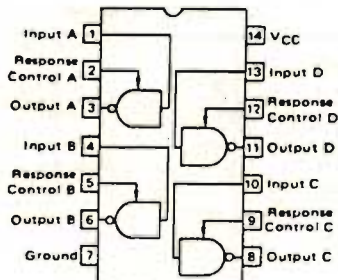 Input A 1
Response
Control A 2
Output A 3
Input B 4
Response
Control B 5
Output B 6
Ground 7
14 VCC
13 Input D
12 Response
Control D
11 Output D
10 Input C
9 Response
Control C
8 Output C